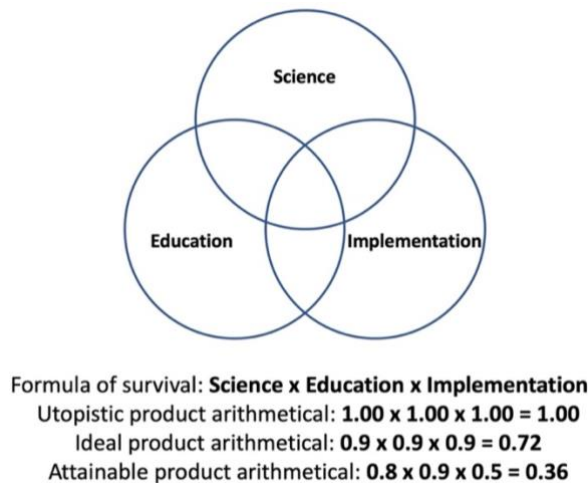 Science
Education
Implementation
Formula of survival: Science x Education x Implementation
Utopistic product arithmetical: 1.00 x 1.00 x 1.00 = 1.00
Ideal product arithmetical: 0.9 x 0.9 x 0.9 = 0.72
Attainable product arithmetical: 0.8 x 0.9 x 0.5 = 0.36